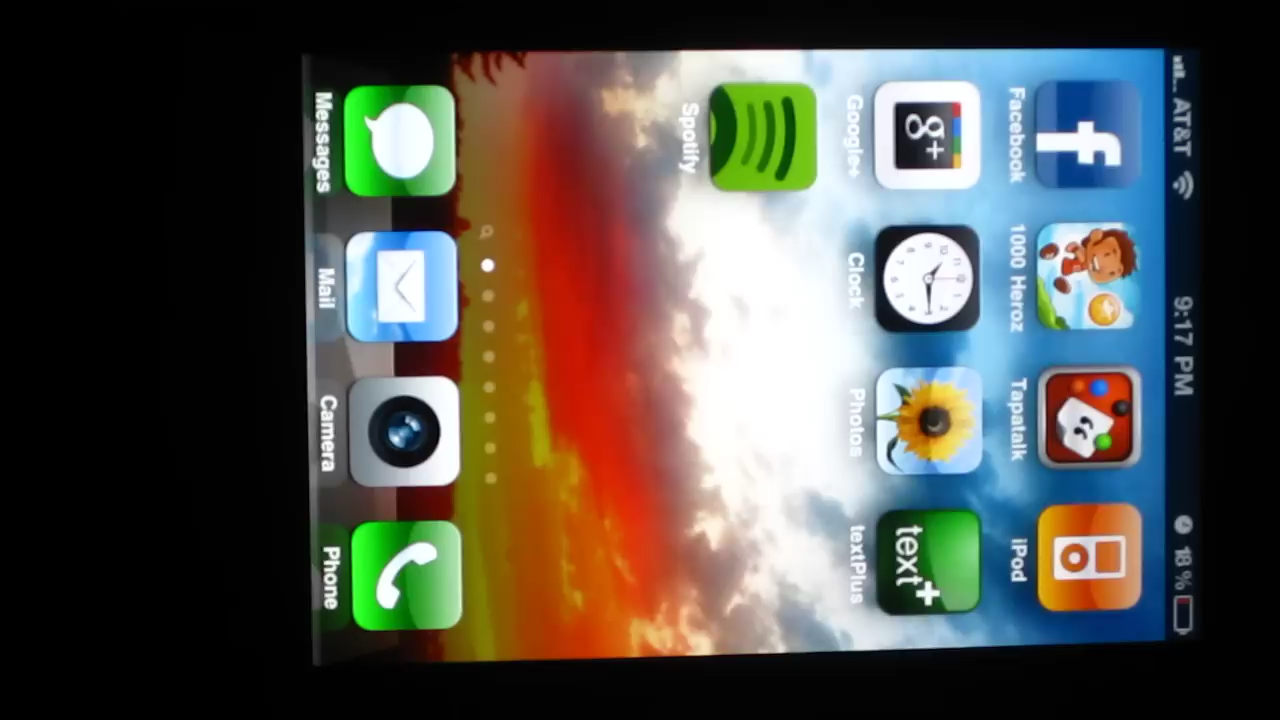 AT&T 9:17 PM 18 %
Facebook 1000 Heroz Tapatalk iPod
g+ text+
Google+ Clock Photos textPlus
Spotify
Messages Mail Camera Phone